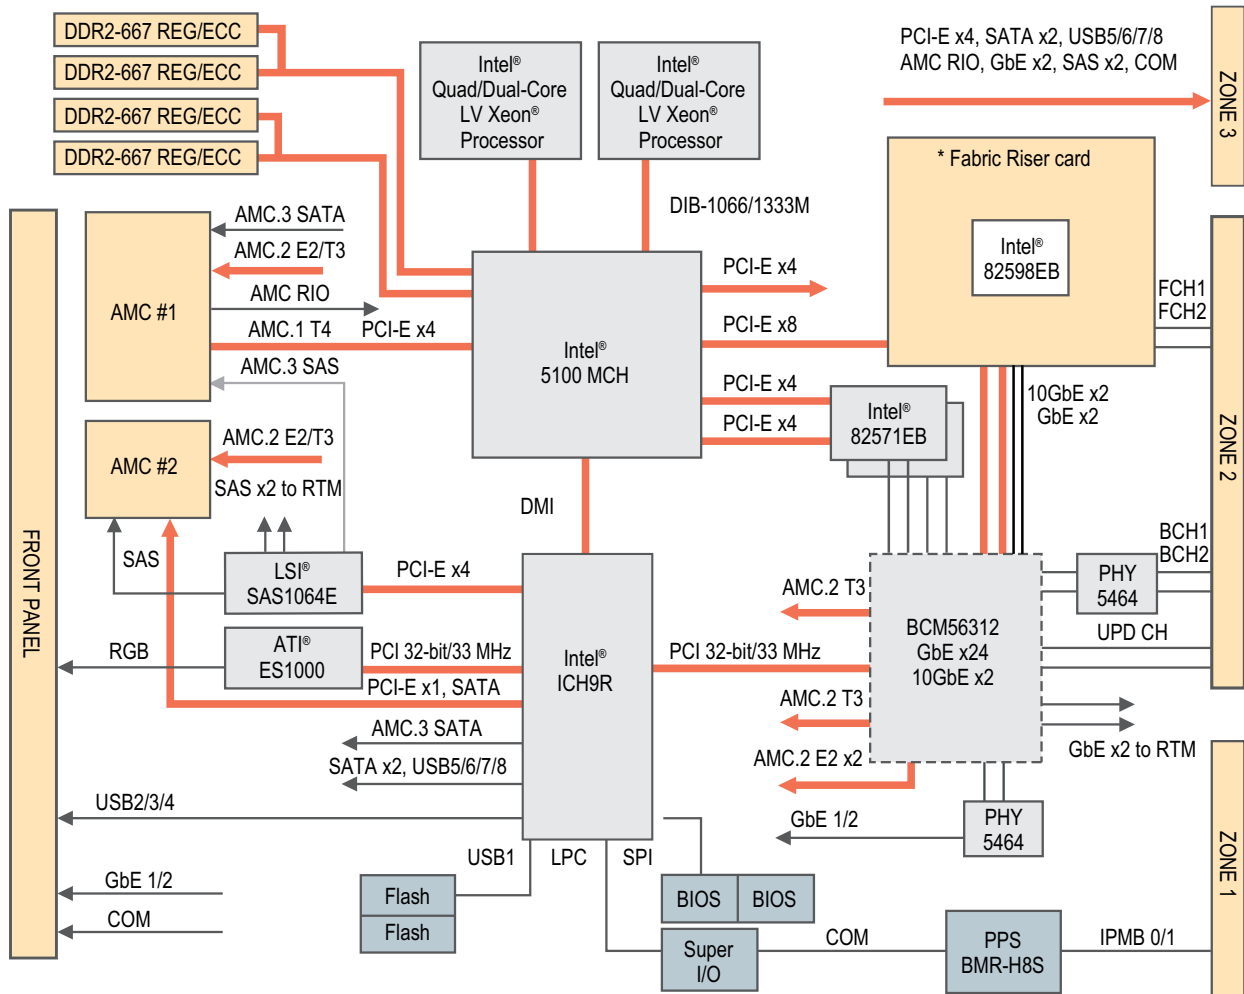 DDR2-667 REG/ECC
DDR2-667 REG/ECC
DDR2-667 REG/ECC
DDR2-667 REG/ECC
Intel®
Quad/Dual-Core
LV Xeon®
Processor
Intel®
Quad/Dual-Core
LV Xeon®
Processor
PCI-E x4, SATA x2, USB5/6/7/8
AMC RIO, GbE x2, SAS x2, COM
ZONE 3
* Fabric Riser card
Intel®
82598EB
DIB-1066/1333M
AMC.3 SATA
AMC.2 E2/T3
AMC RIO
AMC.1 T4
PCI-E x4
AMC.3 SAS
AMC #1
Intel®
5100 MCH
PCI-E x4
PCI-E x8
PCI-E x4
PCI-E x4
Intel®
82571EB
10GbE x2
GbE x2
FCH1
FCH2
ZONE 2
AMC #2
AMC.2 E2/T3
SAS x2 to RTM
SAS
DMI
FRONT PANEL
LSI®
SAS1064E
PCI-E x4
ATI®
ES1000
RGB
PCI 32-bit/33 MHz
PCI-E x1, SATA
Intel®
ICH9R
PCI 32-bit/33 MHz
AMC.2 T3
BCM56312
GbE x24
10GbE x2
AMC.2 T3
AMC.2 E2 x2
PHY
5464
BCH1
BCH2
UPD CH
GbE x2 to RTM
AMC.3 SATA
SATA x2, USB5/6/7/8
USB2/3/4
GbE 1/2
PHY
5464
USB1
LPC
SPI
GbE 1/2
COM
Flash
Flash
BIOS
BIOS
Super
I/O
COM
PPS
BMR-H8S
IPMB 0/1
ZONE 1